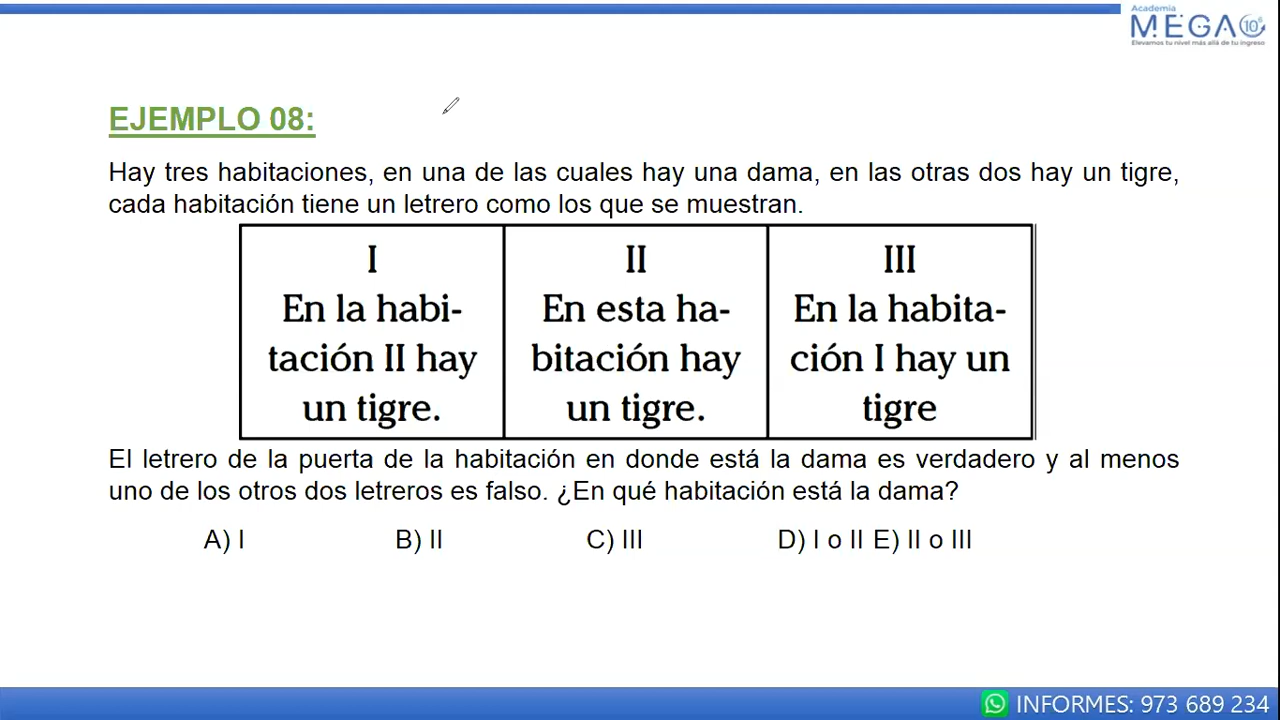 Academia
MEGA 10⁶
Elevamos tu nivel más allá de tu ingreso
EJEMPLO 08:
Hay tres habitaciones, en una de las cuales hay una dama, en las otras dos hay un tigre,
cada habitación tiene un letrero como los que se muestran.
I
En la habi-
tación II hay
un tigre.
II
En esta ha-
bitación hay
un tigre.
III
En la habita-
ción I hay un
tigre
El letrero de la puerta de la habitación en donde está la dama es verdadero y al menos
uno de los otros dos letreros es falso. ¿En qué habitación está la dama?
A) I B) II C) III D) I o II E) II o III
INFORMES: 973 689 234